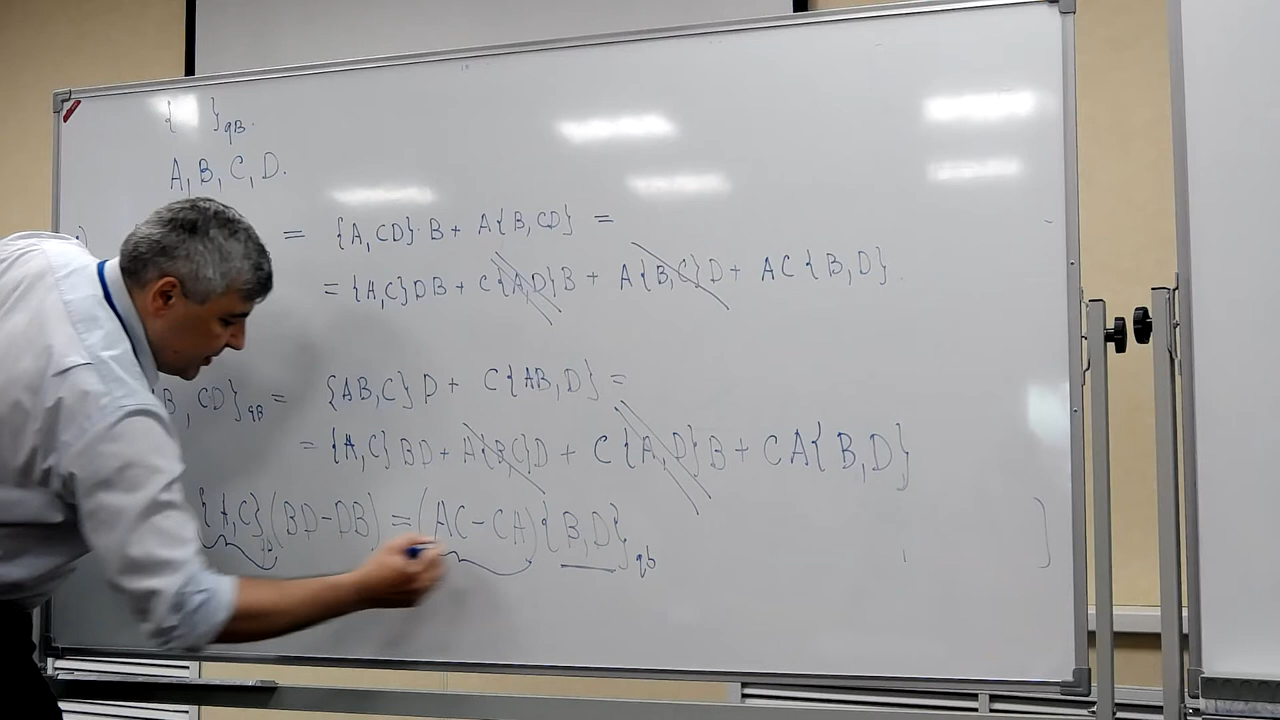 { }qB.
A, B, C, D.
= {A, CD}·B + A{B, CD} =
= {A,C}DB + C{A,D}B + A{B,C}D + AC{B,D}.
B, CD}qB = {AB,C}D + C{AB,D} =
= {A,C}BD + A{B,C}D + C{A,D}B + CA{B,D}
{A,C}qB(BD-DB) = (AC-CA){B,D}qb